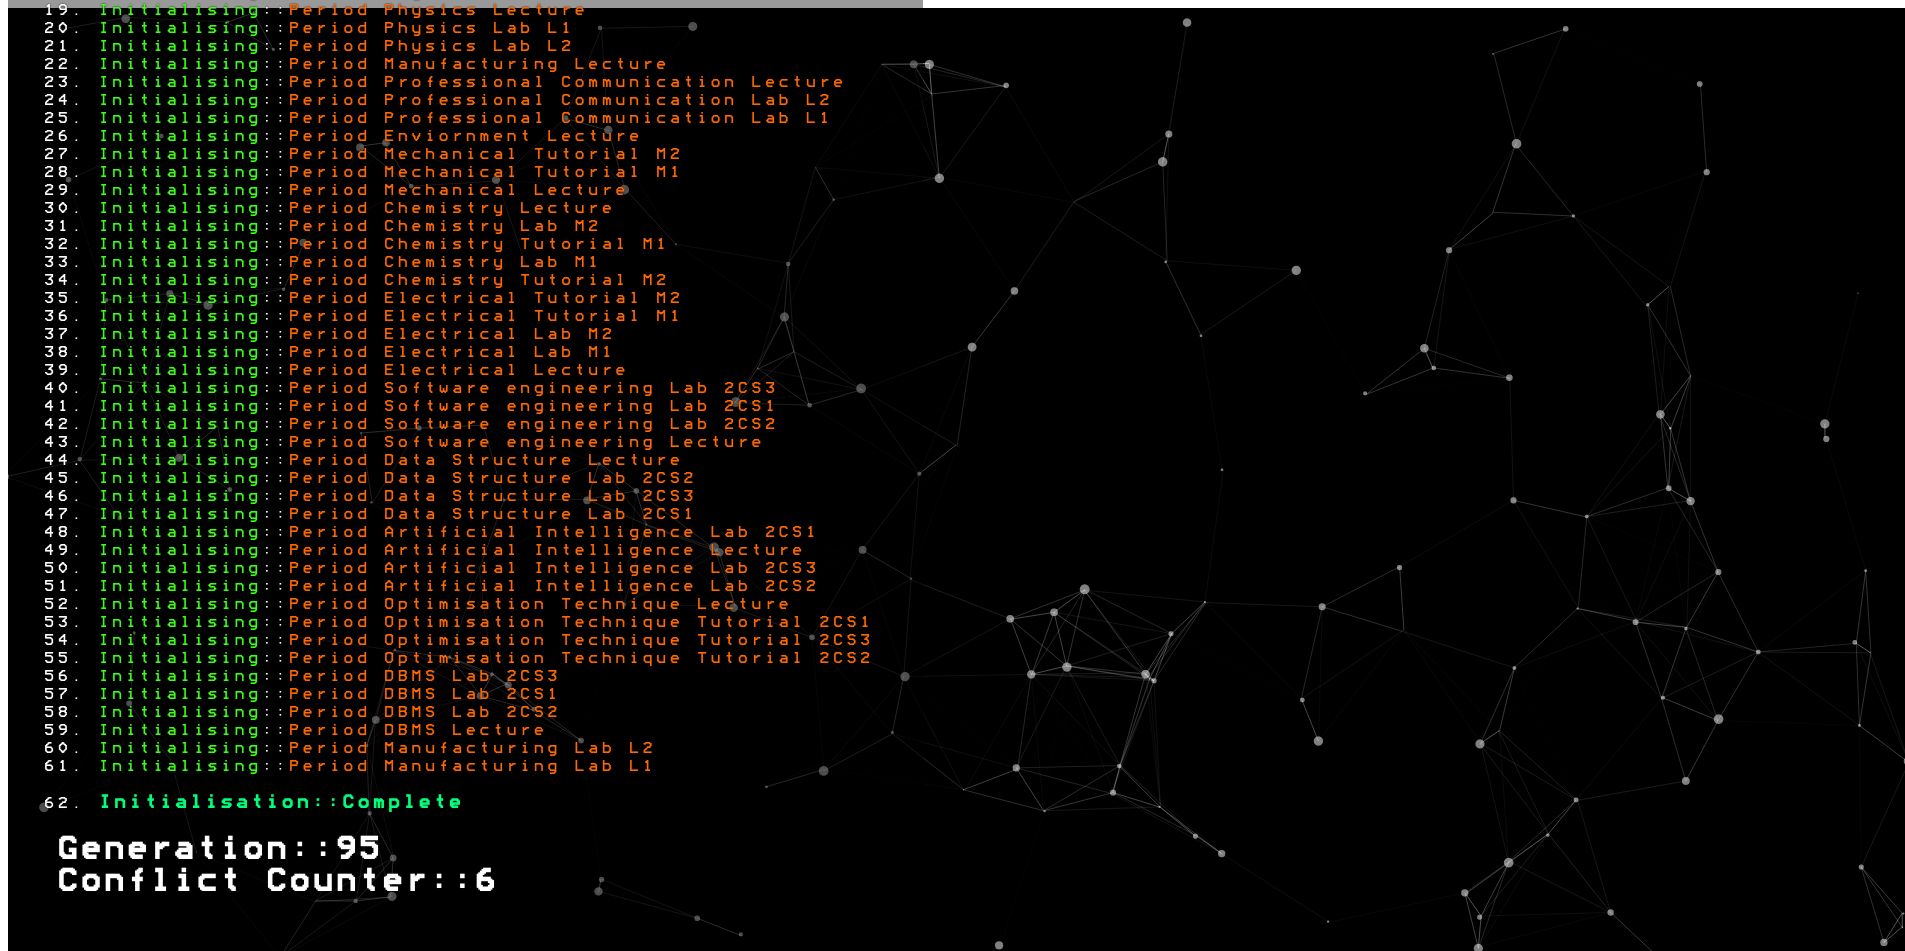 19. Initialising::Period Physics Lecture
20. Initialising::Period Physics Lab L1
21. Initialising::Period Physics Lab L2
22. Initialising::Period Manufacturing Lecture
23. Initialising::Period Professional Communication Lecture
24. Initialising::Period Professional Communication Lab L2
25. Initialising::Period Professional Communication Lab L1
26. Initialising::Period Enviornment Lecture
27. Initialising::Period Mechanical Tutorial M2
28. Initialising::Period Mechanical Tutorial M1
29. Initialising::Period Mechanical Lecture
30. Initialising::Period Chemistry Lecture
31. Initialising::Period Chemistry Lab M2
32. Initialising::Period Chemistry Tutorial M1
33. Initialising::Period Chemistry Lab M1
34. Initialising::Period Chemistry Tutorial M2
35. Initialising::Period Electrical Tutorial M2
36. Initialising::Period Electrical Tutorial M1
37. Initialising::Period Electrical Lab M2
38. Initialising::Period Electrical Lab M1
39. Initialising::Period Electrical Lecture
40. Initialising::Period Software engineering Lab 2CS3
41. Initialising::Period Software engineering Lab 2CS1
42. Initialising::Period Software engineering Lab 2CS2
43. Initialising::Period Software engineering Lecture
44. Initialising::Period Data Structure Lecture
45. Initialising::Period Data Structure Lab 2CS2
46. Initialising::Period Data Structure Lab 2CS3
47. Initialising::Period Data Structure Lab 2CS1
48. Initialising::Period Artificial Intelligence Lab 2CS1
49. Initialising::Period Artificial Intelligence Lecture
50. Initialising::Period Artificial Intelligence Lab 2CS3
51. Initialising::Period Artificial Intelligence Lab 2CS2
52. Initialising::Period Optimisation Technique Lecture
53. Initialising::Period Optimisation Technique Tutorial 2CS1
54. Initialising::Period Optimisation Technique Tutorial 2CS3
55. Initialising::Period Optimisation Technique Tutorial 2CS2
56. Initialising::Period DBMS Lab 2CS3
57. Initialising::Period DBMS Lab 2CS1
58. Initialising::Period DBMS Lab 2CS2
59. Initialising::Period DBMS Lecture
60. Initialising::Period Manufacturing Lab L2
61. Initialising::Period Manufacturing Lab L1
62. Initialisation::Complete
Generation::95
Conflict Counter::6